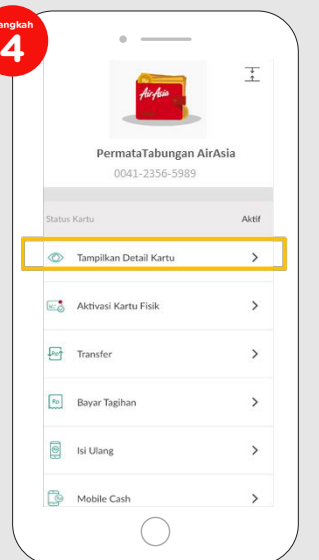 angkah
4
AirAsia
PermataTabungan AirAsia
0041-2356-5989
Status Kartu Aktif
Tampilkan Detail Kartu
Aktivasi Kartu Fisik
Transfer
Rp
Bayar Tagihan
Isi Ulang
Mobile Cash